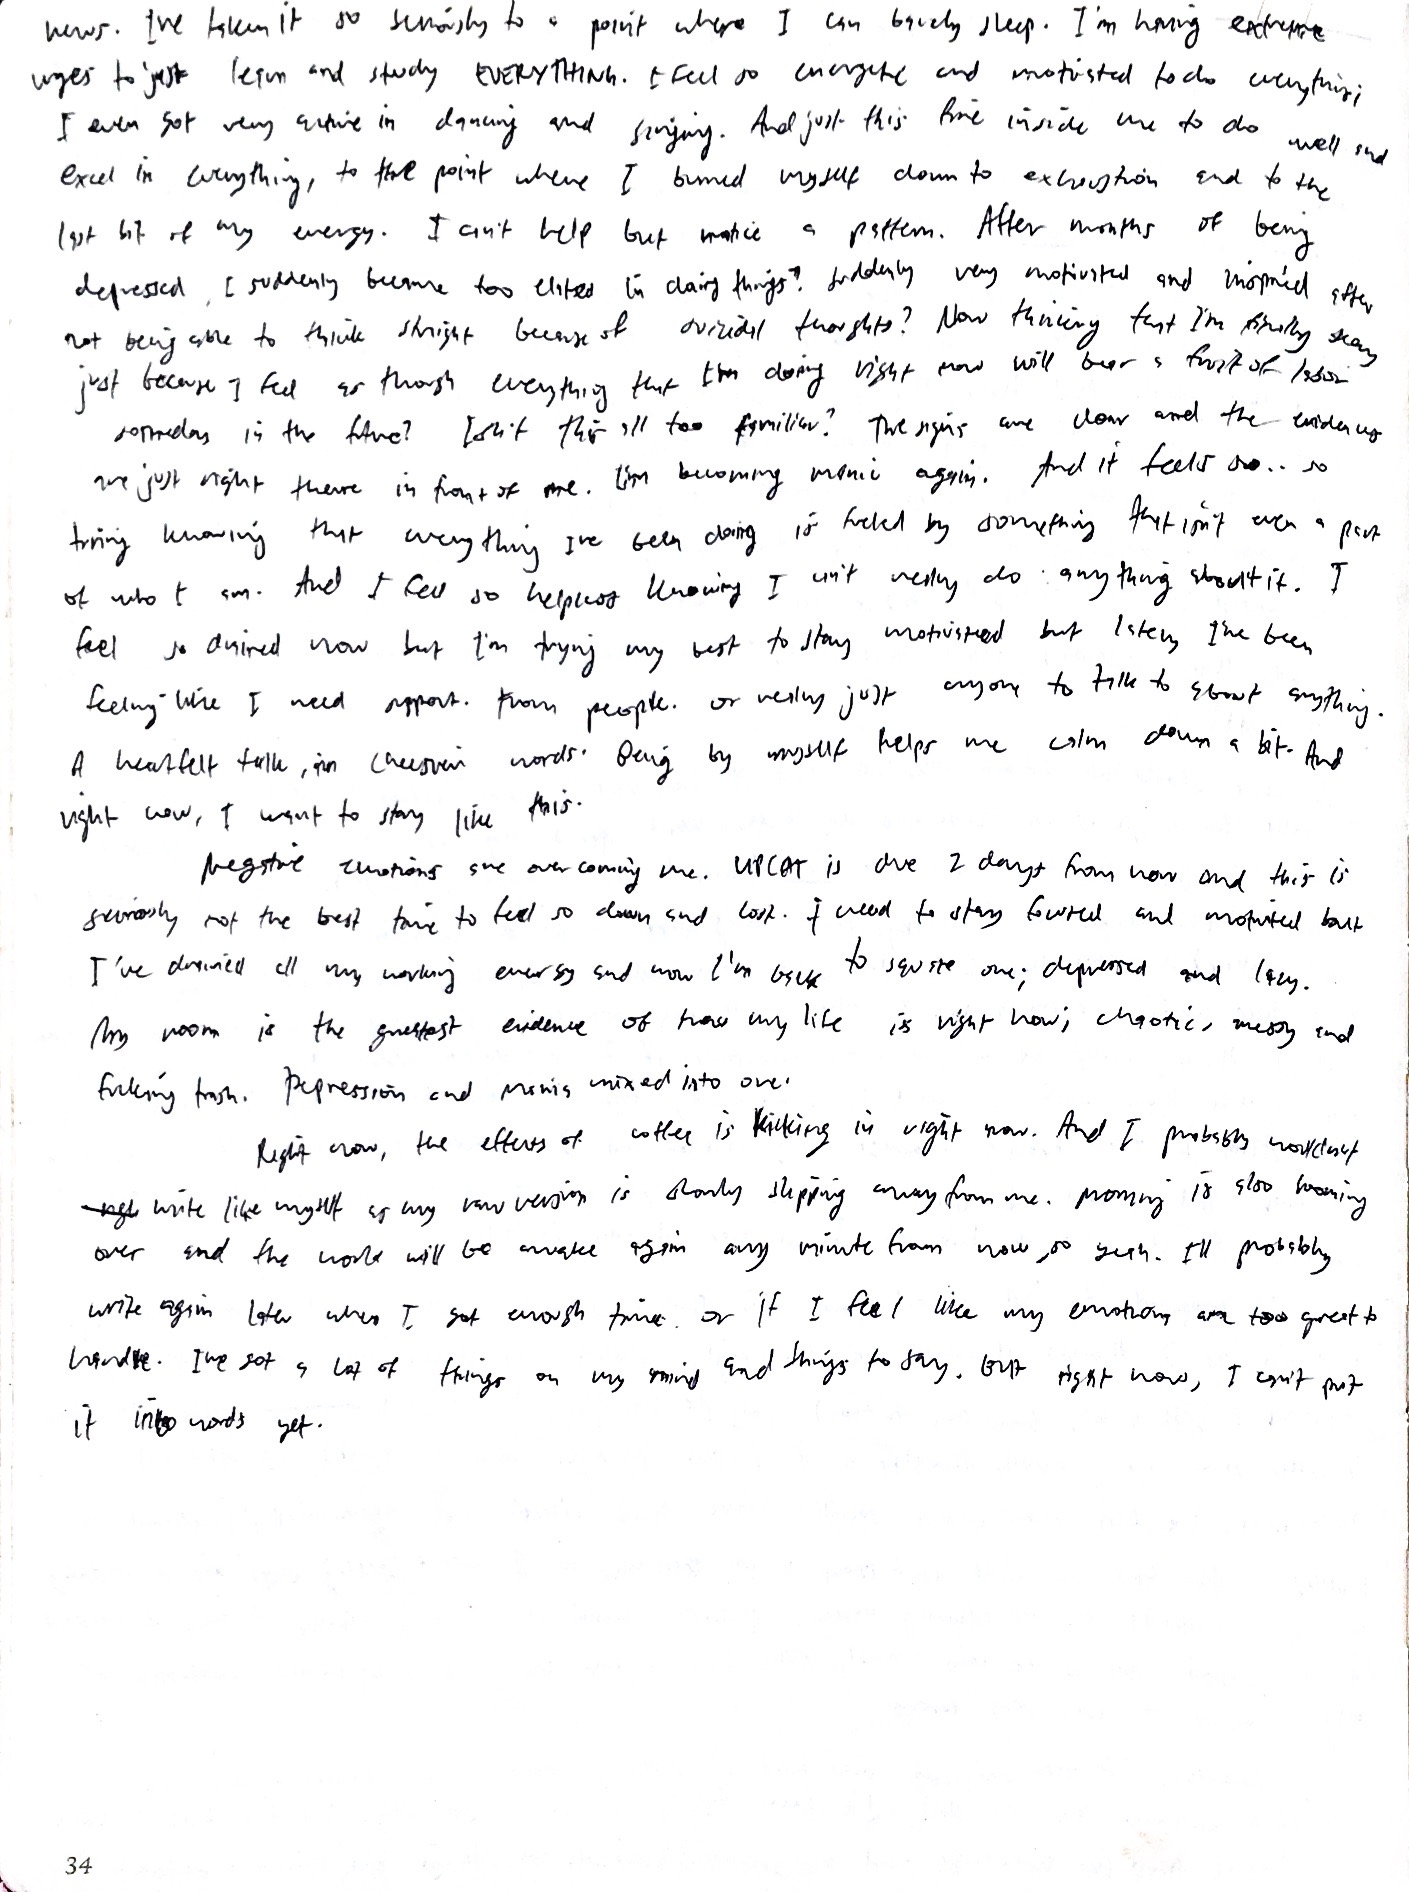 news. I've taken it so seriously to a point where I can barely sleep. I'm having extreme
urges to just learn and study EVERYTHING. I feel so energetic and motivated to do everything;
I even got very active in dancing and singing. And just this fire inside me to do well and
excel in everything, to the point where I burned myself down to exhaustion and to the
last bit of my energy. I can't help but notice a pattern. After months of being
depressed, I suddenly became too elated in doing things? Suddenly very motivated and inspired after
not being able to think straight because of suicidal thoughts? Now thinking that I'm finally okay
just because I feel as though everything that I'm doing right now will bear a fruit of labor
someday in the future? Isn't this all too familiar? The signs are clear and the evidences
are just right there in front of me. I'm becoming manic again. And it feels so.. so
tiring knowing that everything I've been doing is fueled by something that isn't even a part
of who I am. And I feel so helpless knowing I can't really do anything about it. I
feel so drained now but I'm trying my best to stay motivated but lately I've been
feeling like I need support. From people. or really just anyone to talk to about anything.
A heartfelt talk, in words. Being by myself helps me calm down a bit. And
right now, I want to stay like this.
Negative emotions are overcoming me. UPCAT is due 2 days from now and this is
seriously not the best time to feel so down and lost. I need to stay focused and motivated but
I've drained all my working energy and now I'm back to square one; depressed and lazy.
My room is the greatest evidence of how my life is right now; chaotic, messy and
fucking trash. Depression and Mania mixed into one.
Right now, the effects of coffee is kicking in right now. And I probably wouldn't
write like myself as my raw version is slowly slipping away from me. Morning is also looming
over and the world will be awake again any minute from now, so yeah. I'll probably
write again later when I got enough time. or if I feel like my emotions are too great to
handle. I've got a lot of things on my mind and things to say. But right now, I can't put
it into words yet.
34